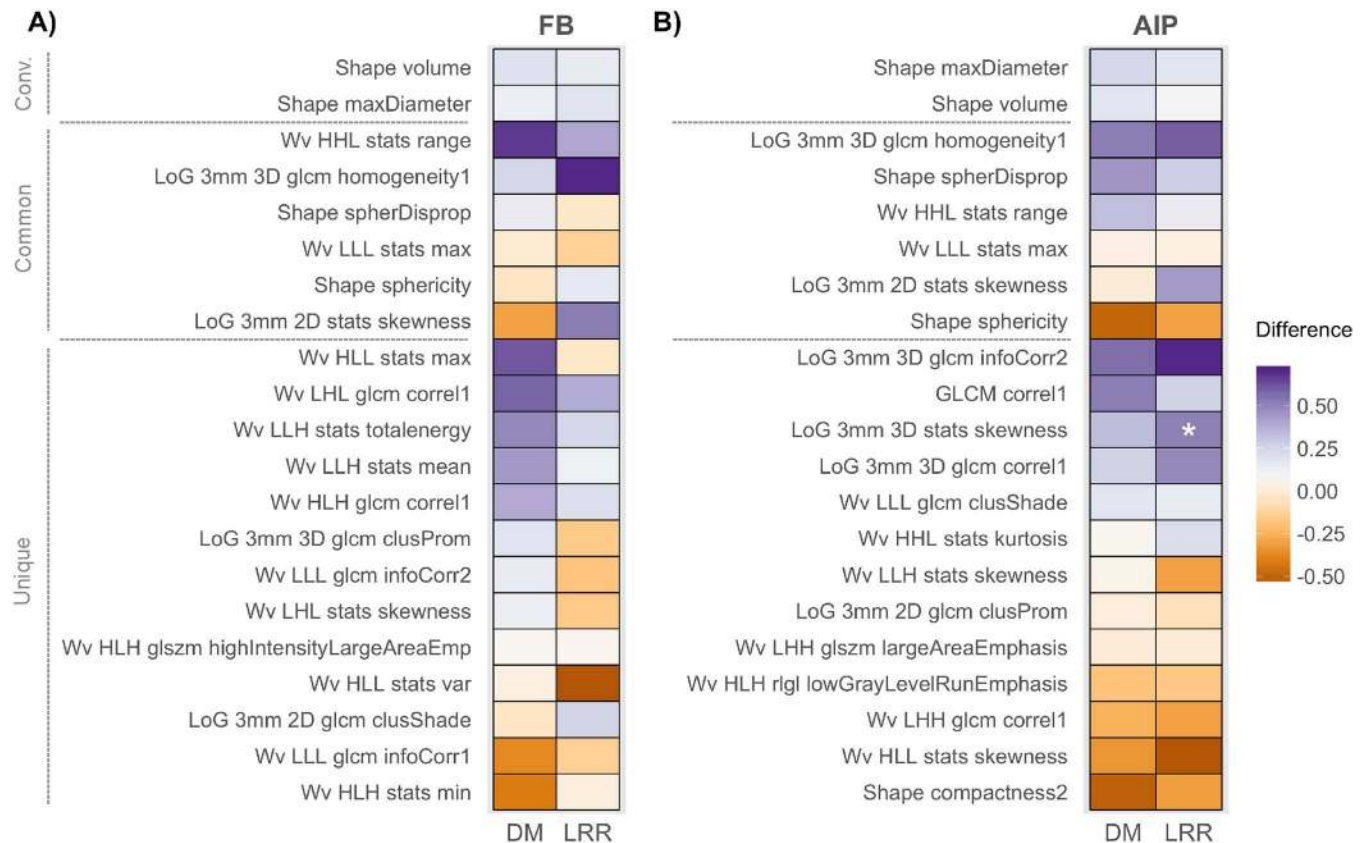 A)
FB
Conv.
Shape volume
Shape maxDiameter
Common
Wv HHL stats range
LoG 3mm 3D glcm homogeneity1
Shape spherDisprop
Wv LLL stats max
Shape sphericity
LoG 3mm 2D stats skewness
Unique
Wv HLL stats max
Wv LHL glcm correl1
Wv LLH stats totalenergy
Wv LLH stats mean
Wv HLH glcm correl1
LoG 3mm 3D glcm clusProm
Wv LLL glcm infoCorr2
Wv LHL stats skewness
Wv HLH glszm highIntensityLargeAreaEmp
Wv HLL stats var
LoG 3mm 2D glcm clusShade
Wv LLL glcm infoCorr1
Wv HLH stats min
DM LRR
B)
AIP
Shape maxDiameter
Shape volume
LoG 3mm 3D glcm homogeneity1
Shape spherDisprop
Wv HHL stats range
Wv LLL stats max
LoG 3mm 2D stats skewness
Shape sphericity
LoG 3mm 3D glcm infoCorr2
GLCM correl1
LoG 3mm 3D stats skewness *
LoG 3mm 3D glcm correl1
Wv LLL glcm clusShade
Wv HHL stats kurtosis
Wv LLH stats skewness
LoG 3mm 2D glcm clusProm
Wv LHH glszm largeAreaEmphasis
Wv HLH rlgl lowGrayLevelRunEmphasis
Wv LHH glcm correl1
Wv HLL stats skewness
Shape compactness2
DM LRR
Difference
0.50
0.25
0.00
-0.25
-0.50